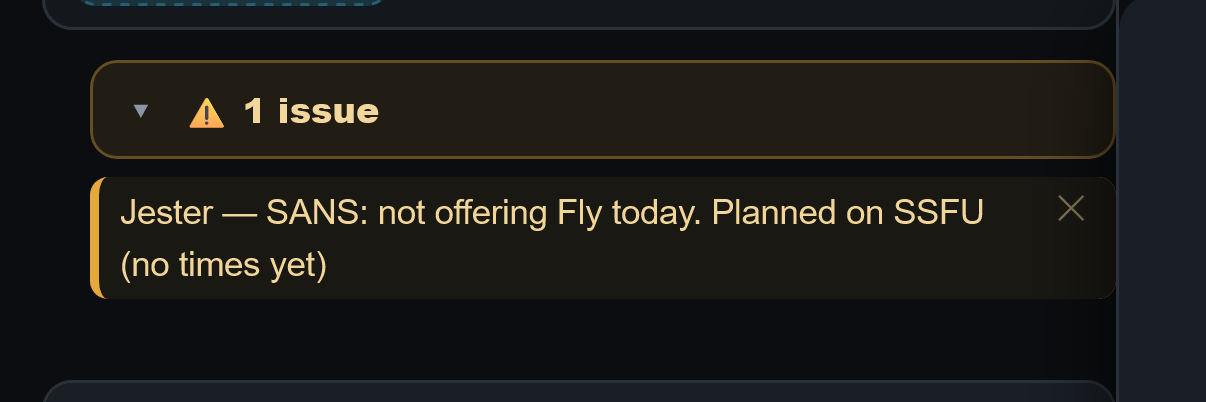 1 issue
Jester — SANS: not offering Fly today. Planned on SSFU
(no times yet)